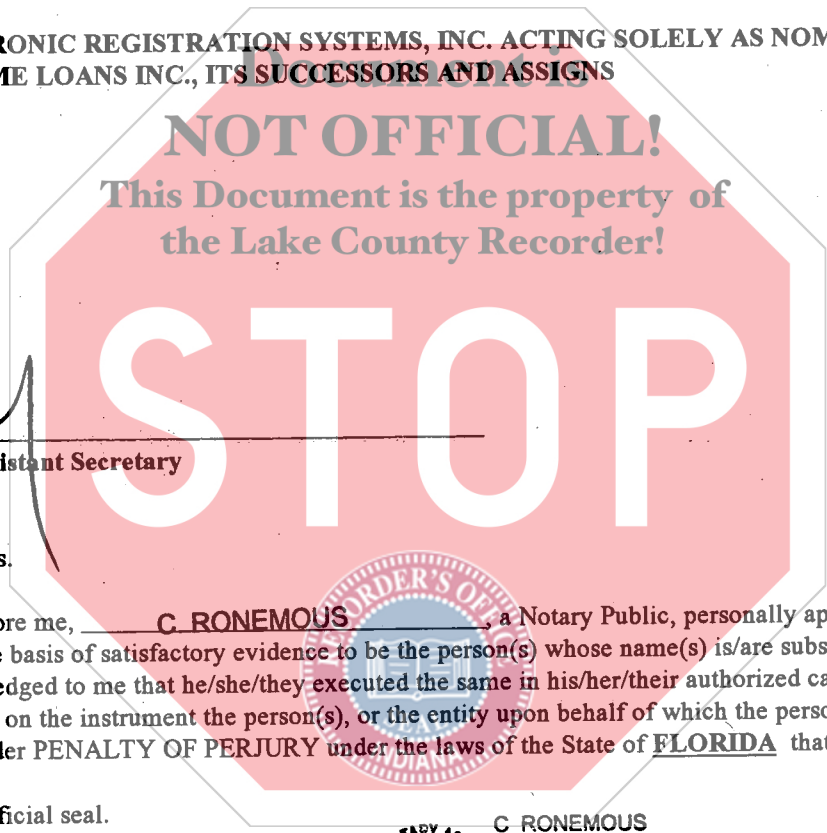 RONIC REGISTRATION SYSTEMS, INC. ACTING SOLELY AS NOM
ME LOANS INC., ITS SUCCESSORS AND ASSIGNS
Document is
NOT OFFICIAL!
This Document is the property of
the Lake County Recorder!
STOP
istant Secretary
s.
ore me, C RONEMOUS, a Notary Public, personally ap
e basis of satisfactory evidence to be the person(s) whose name(s) is/are subs
edged to me that he/she/they executed the same in his/her/their authorized ca
on the instrument the person(s), or the entity upon behalf of which the perso
der PENALTY OF PERJURY under the laws of the State of FLORIDA that
RECORDER'S OFFICE
INDIANA
ficial seal.
C RONEMOUS